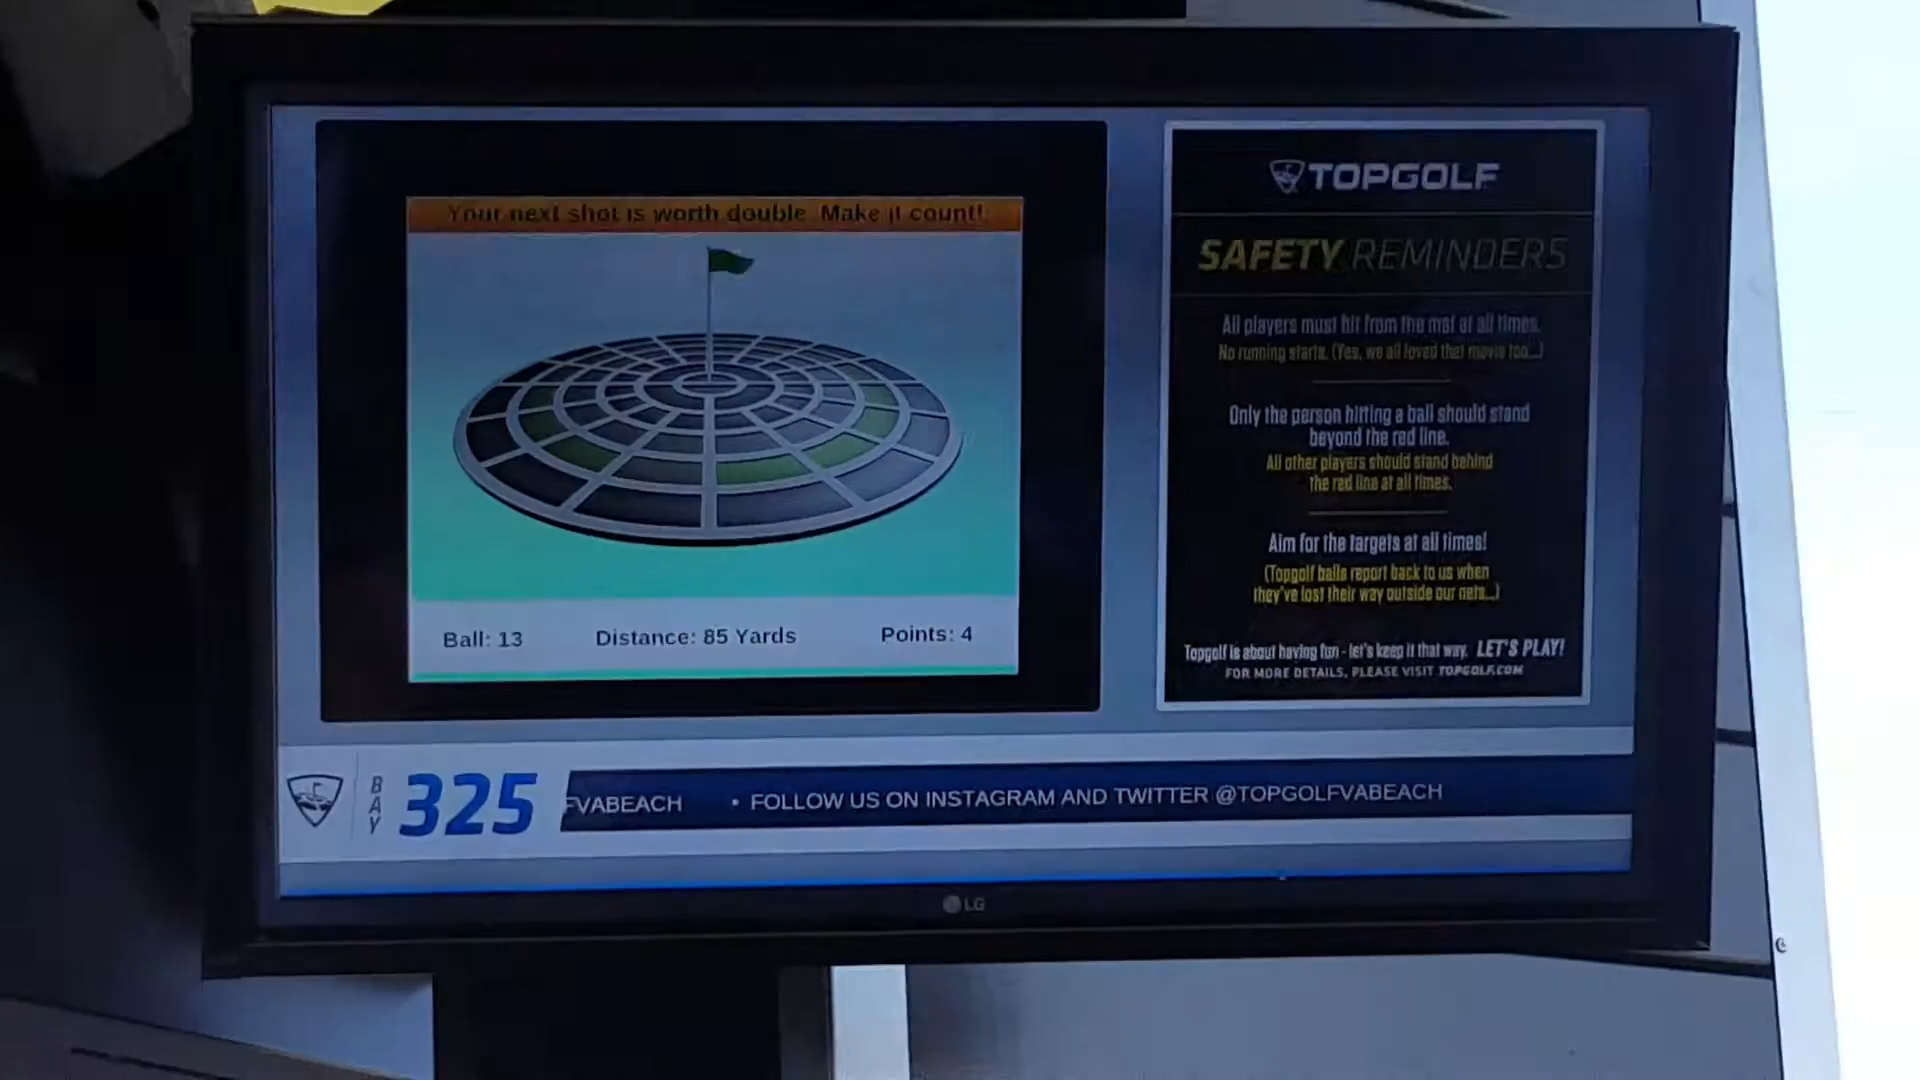 Your next shot is worth double. Make it count!
Ball: 13 Distance: 85 Yards Points: 4
TOPGOLF
SAFETY REMINDERS
All players must hit from the mat at all times.
No running starts. (Yes, we all loved that movie too...)
Only the person hitting a ball should stand
beyond the red line.
All other players should stand behind
the red line at all times.
Aim for the targets at all times!
(Topgolf balls report back to us when
they've lost their way outside our nets...)
Topgolf is about having fun - let's keep it that way. LET'S PLAY!
FOR MORE DETAILS, PLEASE VISIT TOPGOLF.COM
BAY
325
FVABEACH • FOLLOW US ON INSTAGRAM AND TWITTER @TOPGOLFVABEACH
LG